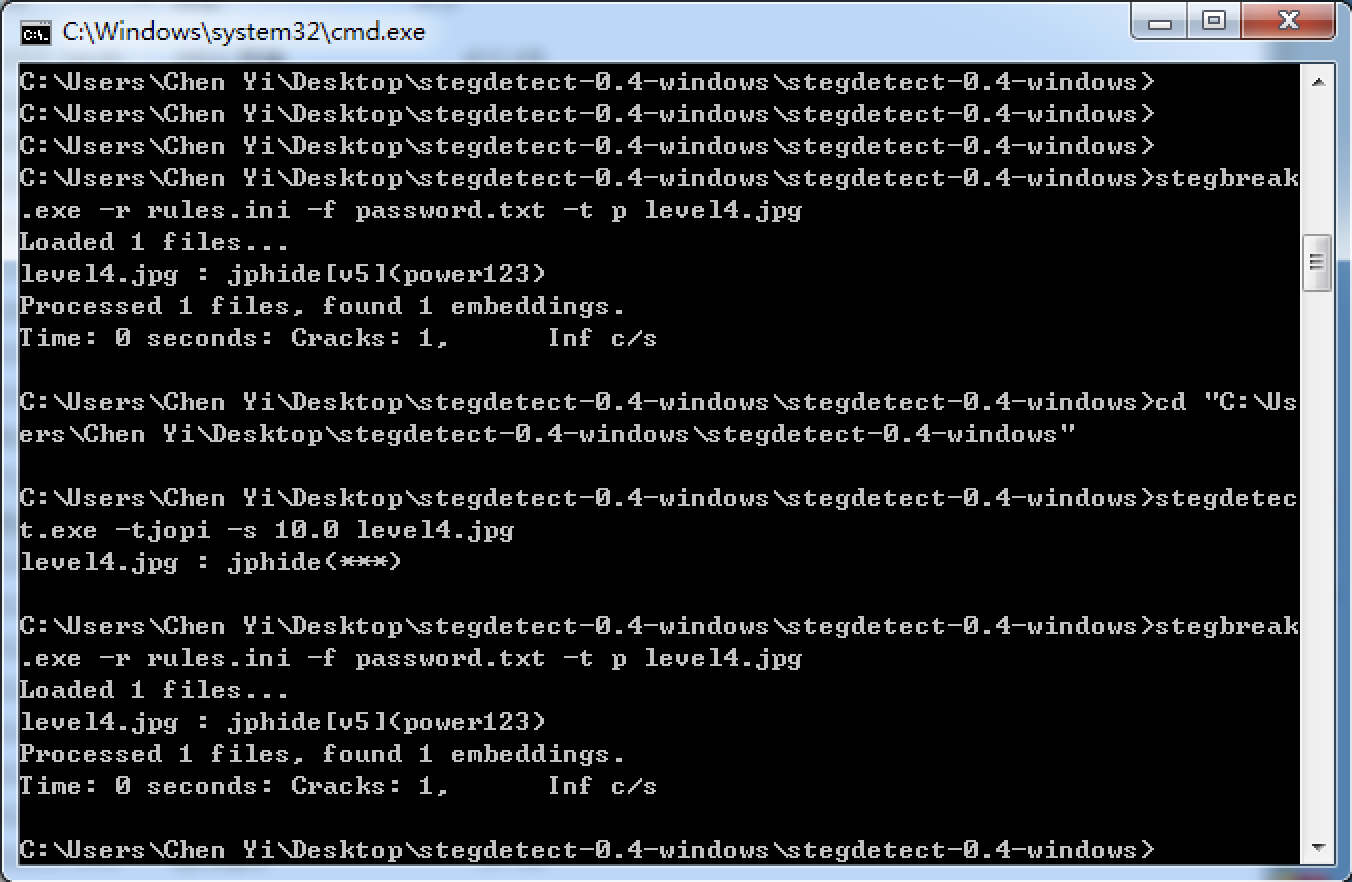 C:\Windows\system32\cmd.exe
C:\Users\Chen Yi\Desktop\stegdetect-0.4-windows\stegdetect-0.4-windows>
C:\Users\Chen Yi\Desktop\stegdetect-0.4-windows\stegdetect-0.4-windows>
C:\Users\Chen Yi\Desktop\stegdetect-0.4-windows\stegdetect-0.4-windows>
C:\Users\Chen Yi\Desktop\stegdetect-0.4-windows\stegdetect-0.4-windows>stegbreak
.exe -r rules.ini -f password.txt -t p level4.jpg
Loaded 1 files...
level4.jpg : jphide[v5](power123)
Processed 1 files, found 1 embeddings.
Time: 0 seconds: Cracks: 1,      Inf c/s
C:\Users\Chen Yi\Desktop\stegdetect-0.4-windows\stegdetect-0.4-windows>cd "C:\Us
ers\Chen Yi\Desktop\stegdetect-0.4-windows\stegdetect-0.4-windows"
C:\Users\Chen Yi\Desktop\stegdetect-0.4-windows\stegdetect-0.4-windows>stegdetec
t.exe -tjopi -s 10.0 level4.jpg
level4.jpg : jphide(***)
C:\Users\Chen Yi\Desktop\stegdetect-0.4-windows\stegdetect-0.4-windows>stegbreak
.exe -r rules.ini -f password.txt -t p level4.jpg
Loaded 1 files...
level4.jpg : jphide[v5](power123)
Processed 1 files, found 1 embeddings.
Time: 0 seconds: Cracks: 1,      Inf c/s
C:\Users\Chen Yi\Desktop\stegdetect-0.4-windows\stegdetect-0.4-windows>